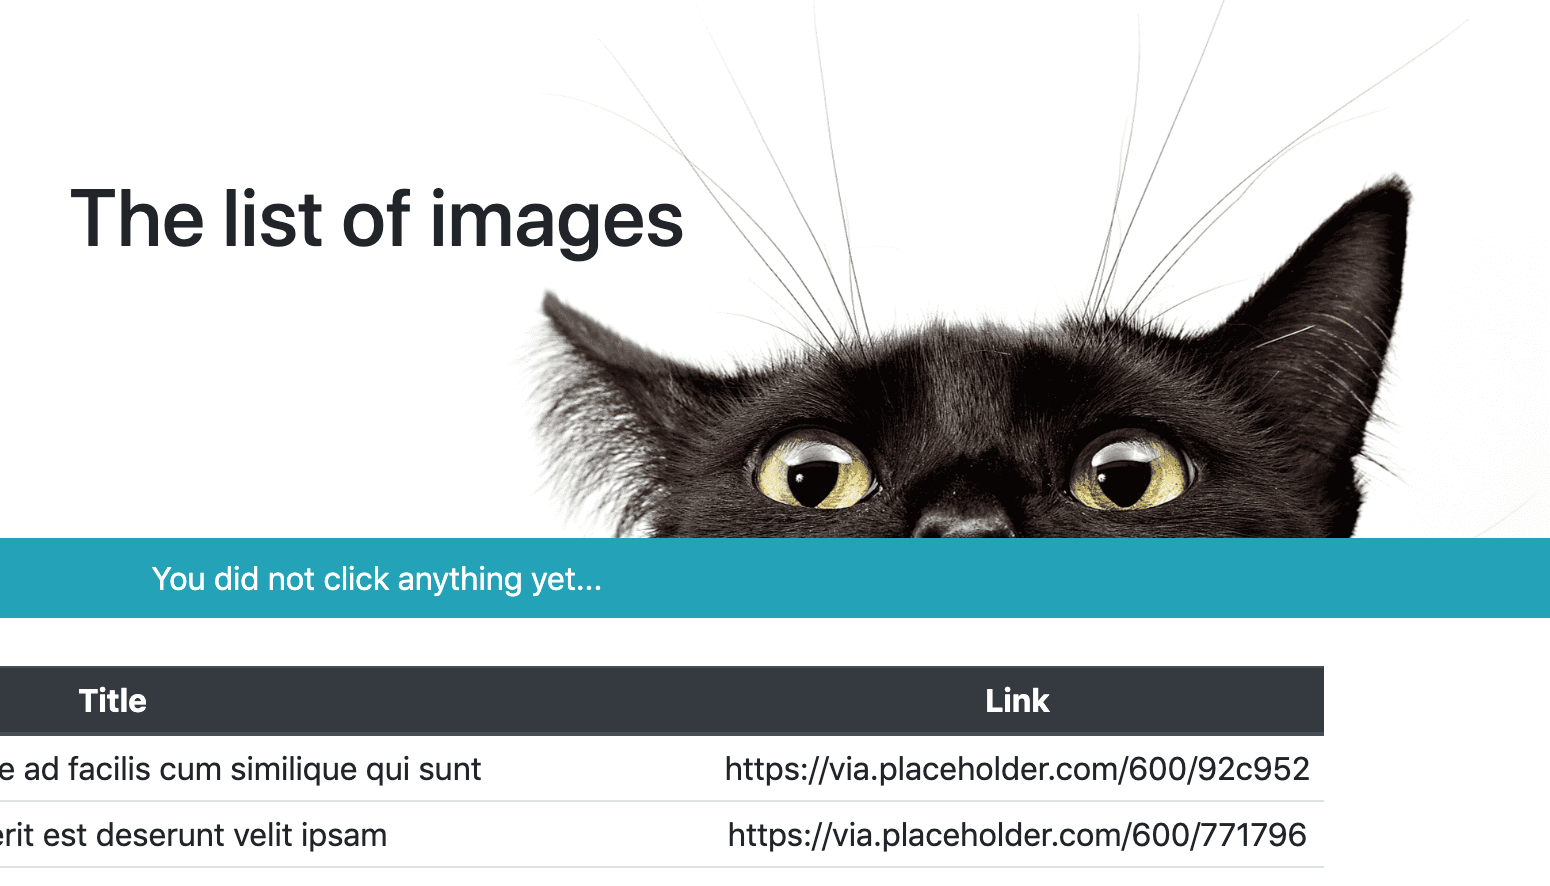 The list of images
You did not click anything yet...
Title Link
e ad facilis cum similique qui sunt https://via.placeholder.com/600/92c952
erit est deserunt velit ipsam https://via.placeholder.com/600/771796